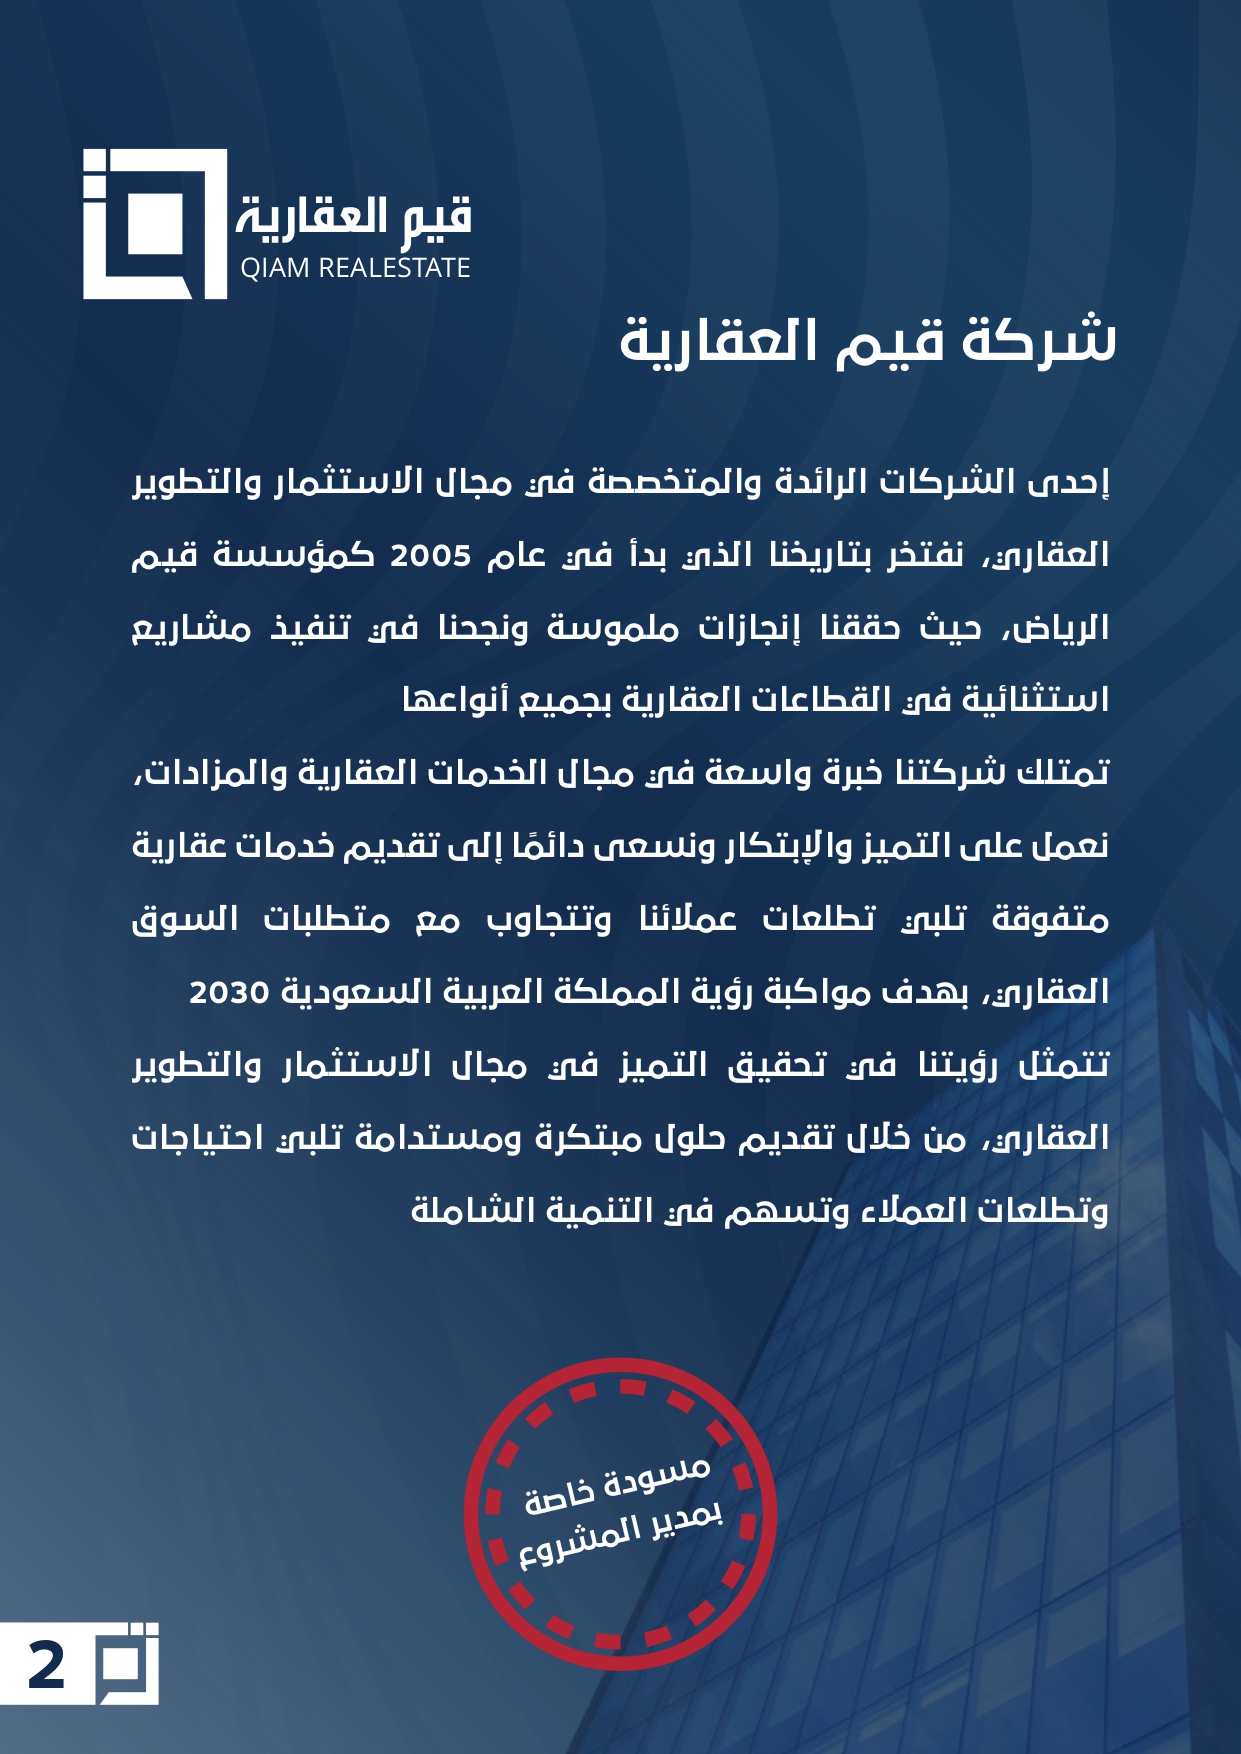 قيم العقارية
QIAM REALESTATE
شركة قيم العقارية
إحدى الشركات الرائدة والمتخصصة في مجال الاستثمار والتطوير
العقاري، نفتخر بتاريخنا الذي بدأ في عام 2005 كمؤسسة قيم
الرياض، حيث حققنا إنجازات ملموسة ونجحنا في تنفيذ مشاريع
استثنائية في القطاعات العقارية بجميع أنواعها
تمتلك شركتنا خبرة واسعة في مجال الخدمات العقارية والمزادات،
نعمل على التميز والإبتكار ونسعى دائمًا إلى تقديم خدمات عقارية
متفوقة تلبي تطلعات عملائنا وتتجاوب مع متطلبات السوق
العقاري، بهدف مواكبة رؤية المملكة العربية السعودية 2030
تتمثل رؤيتنا في تحقيق التميز في مجال الاستثمار والتطوير
العقاري، من خلال تقديم حلول مبتكرة ومستدامة تلبي احتياجات
وتطلعات العملاء وتسهم في التنمية الشاملة
مسودة خاصة
بمدير المشروع
2